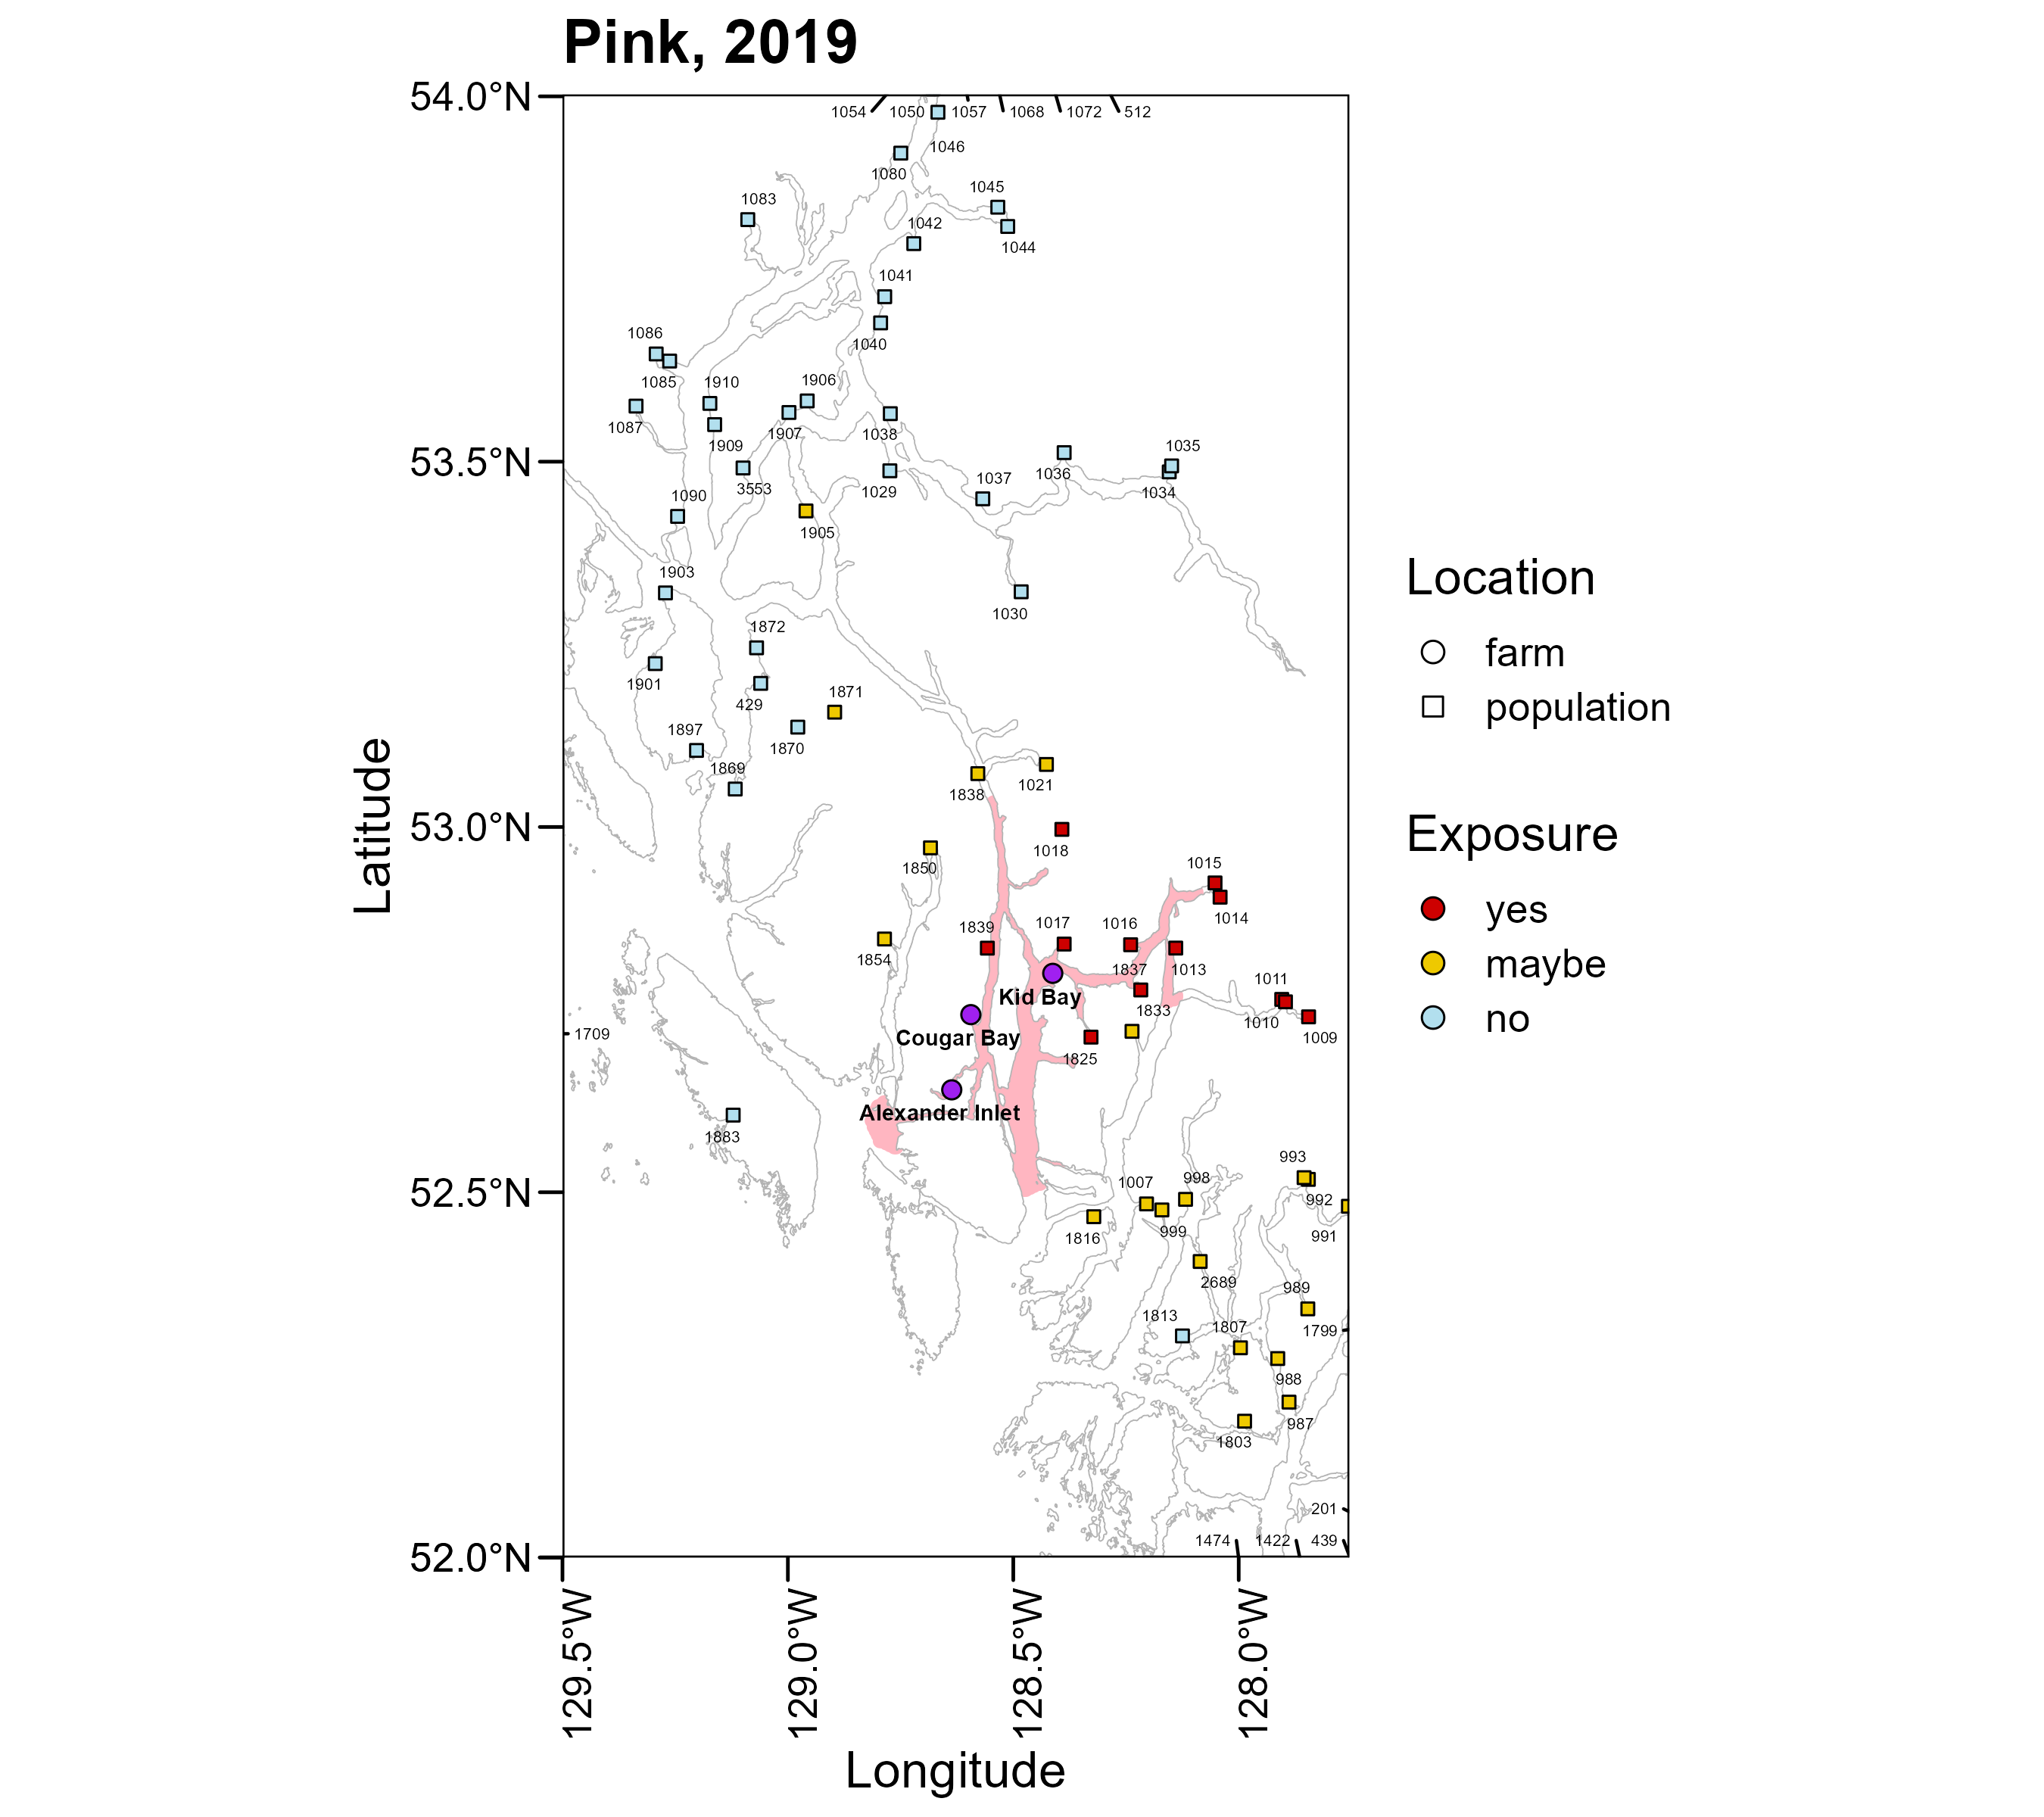 Pink, 2019
54.0°N
53.5°N
53.0°N
52.5°N
52.0°N
Latitude
1054 1050 1057 1068 1072 512
1046
1080
1045
1083
1042
1044
1041
1086
1040
1085 1910 1906
1087 1909 1907 1038
1035
1036
1037
3553 1029 1034
1090
1905
1903
1030
1872
1901
429 1871
1897 1870
1869
1838 1021
1018
1850
1015
1014
1839 1017 1016
1854
1837 1013
1011
Kid Bay
1833
1010
1709
Cougar Bay
1009
1825
Alexander Inlet
1883
993
1007 998
992
999
1816
991
2689
989
1813
1807
1799
988
987
1803
201
1474 1422 439
129.5°W
129.0°W
128.5°W
128.0°W
Longitude
Location
farm
population
Exposure
yes
maybe
no